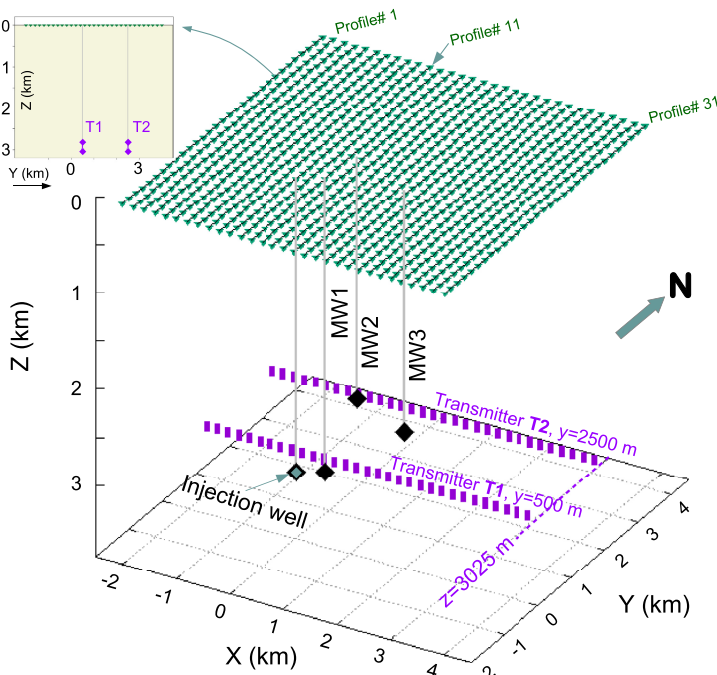 0
1
2
3
Z (km)
T1
T2
Y (km)
0
3
Profile# 1
Profile# 11
Profile# 31
N
0
1
2
3
Z (km)
MW1
MW2
MW3
Transmitter T2, y=2500 m
Transmitter T1, y=500 m
Injection well
z=3025 m
-2
-1
0
1
2
3
4
X (km)
-1
0
1
2
3
4
Y (km)